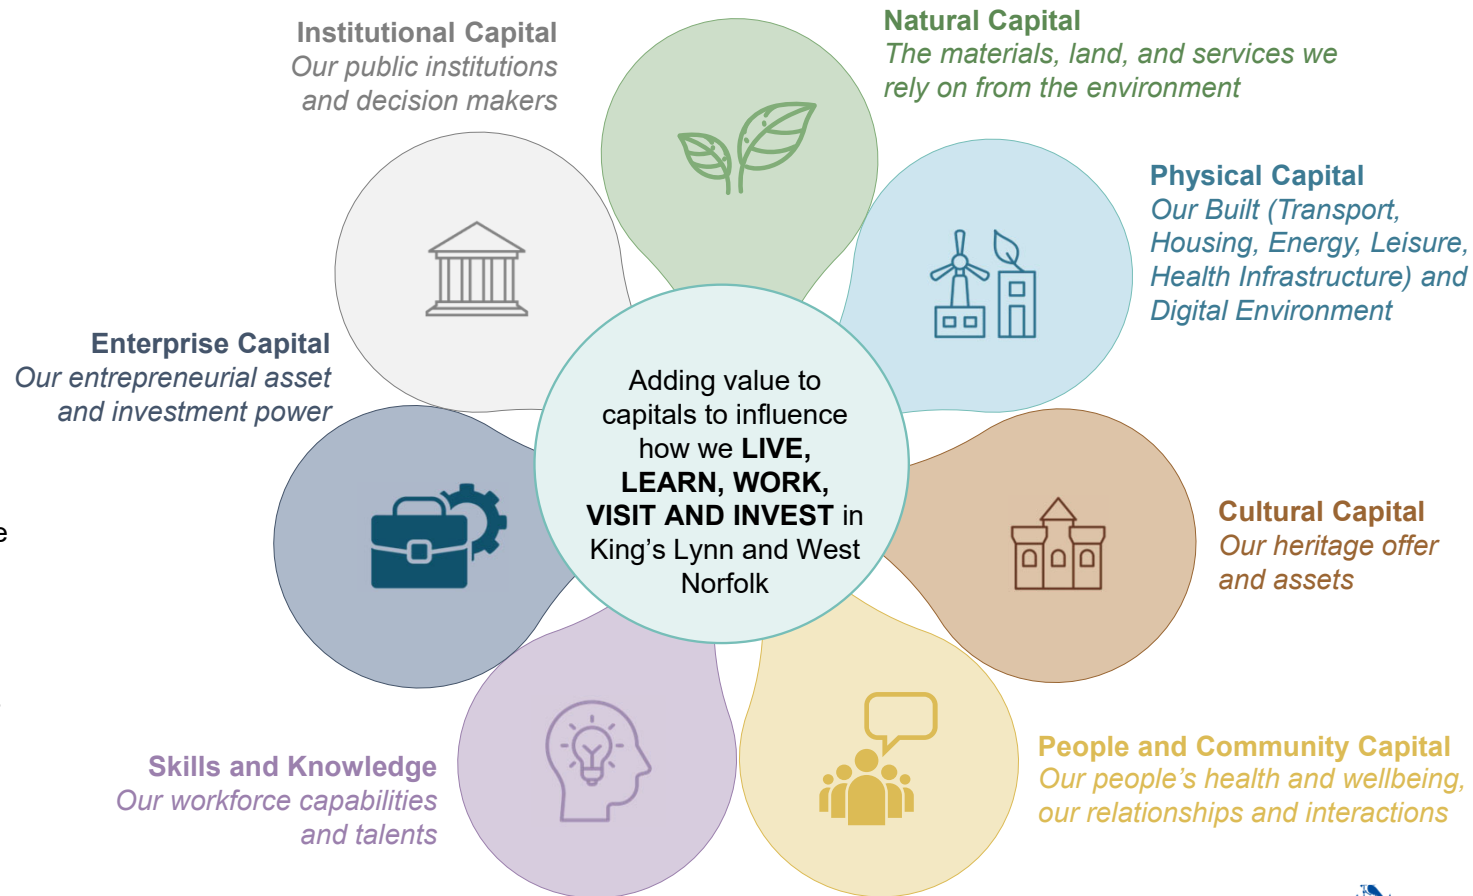 Institutional Capital
Our public institutions
and decision makers
Natural Capital
The materials, land, and services we
rely on from the environment
Physical Capital
Our Built (Transport,
Housing, Energy, Leisure,
Health Infrastructure) and
Digital Environment
Enterprise Capital
Our entrepreneurial asset
and investment power
Adding value to
capitals to influence
how we LIVE,
LEARN, WORK,
VISIT AND INVEST in
King’s Lynn and West
Norfolk
Cultural Capital
Our heritage offer
and assets
Skills and Knowledge
Our workforce capabilities
and talents
People and Community Capital
Our people’s health and wellbeing,
our relationships and interactions